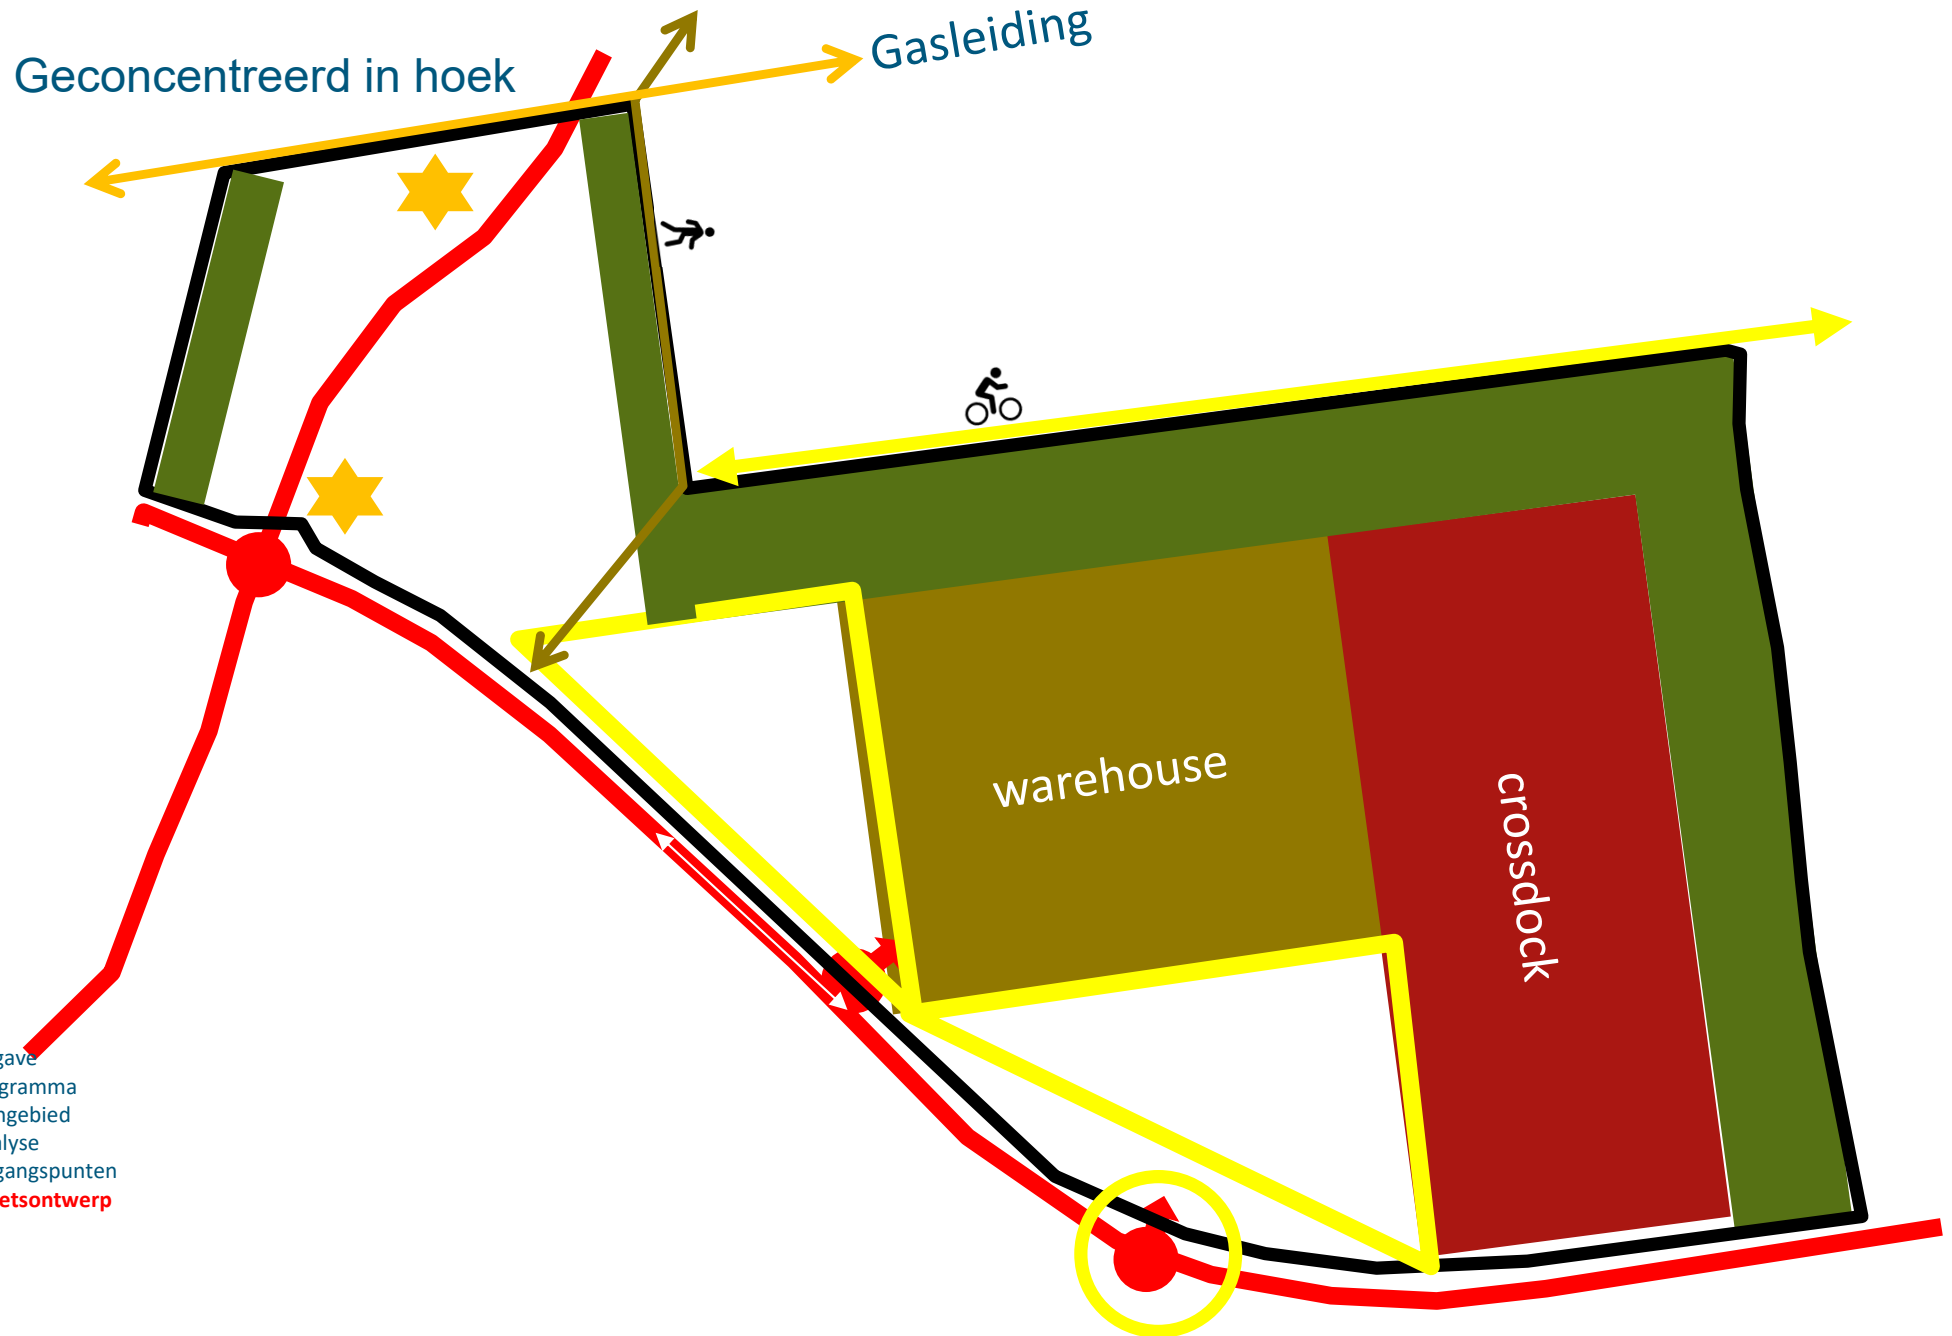 Geconcentreerd in hoek
Gasleiding
warehouse
crossdock
gave
gramma
ngebied
lyse
gangspunten
etsontwerp